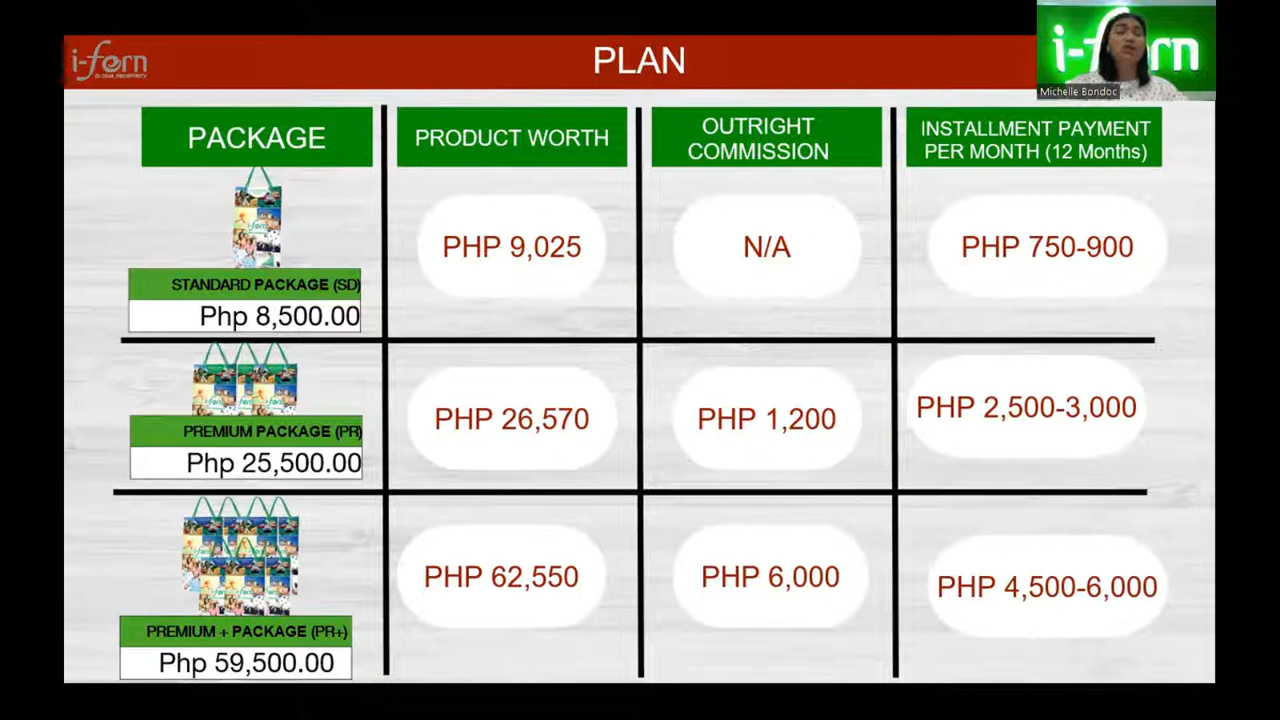 i-fern
GLOBAL PROSPERITY
PLAN
i-fern
Michelle Bondoc
PACKAGE
PRODUCT WORTH
OUTRIGHT
COMMISSION
INSTALLMENT PAYMENT
PER MONTH (12 Months)
STANDARD PACKAGE (SD)
Php 8,500.00
PHP 9,025
N/A
PHP 750-900
PREMIUM PACKAGE (PR)
Php 25,500.00
PHP 26,570
PHP 1,200
PHP 2,500-3,000
PREMIUM + PACKAGE (PR+)
Php 59,500.00
PHP 62,550
PHP 6,000
PHP 4,500-6,000